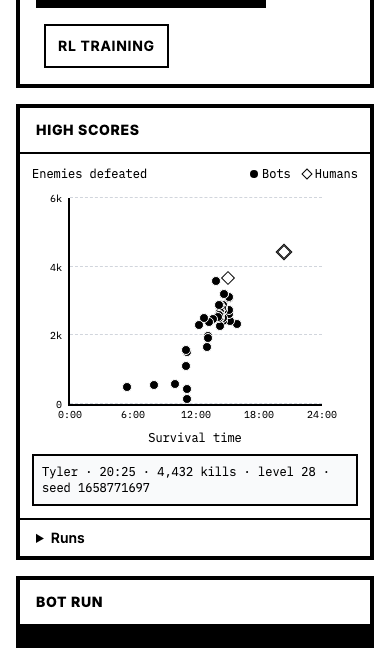 RL TRAINING
HIGH SCORES
Enemies defeated
Bots
Humans
6k
4k
2k
0
0:00 6:00 12:00 18:00 24:00
Survival time
Tyler · 20:25 · 4,432 kills · level 28 ·
seed 1658771697
Runs
BOT RUN